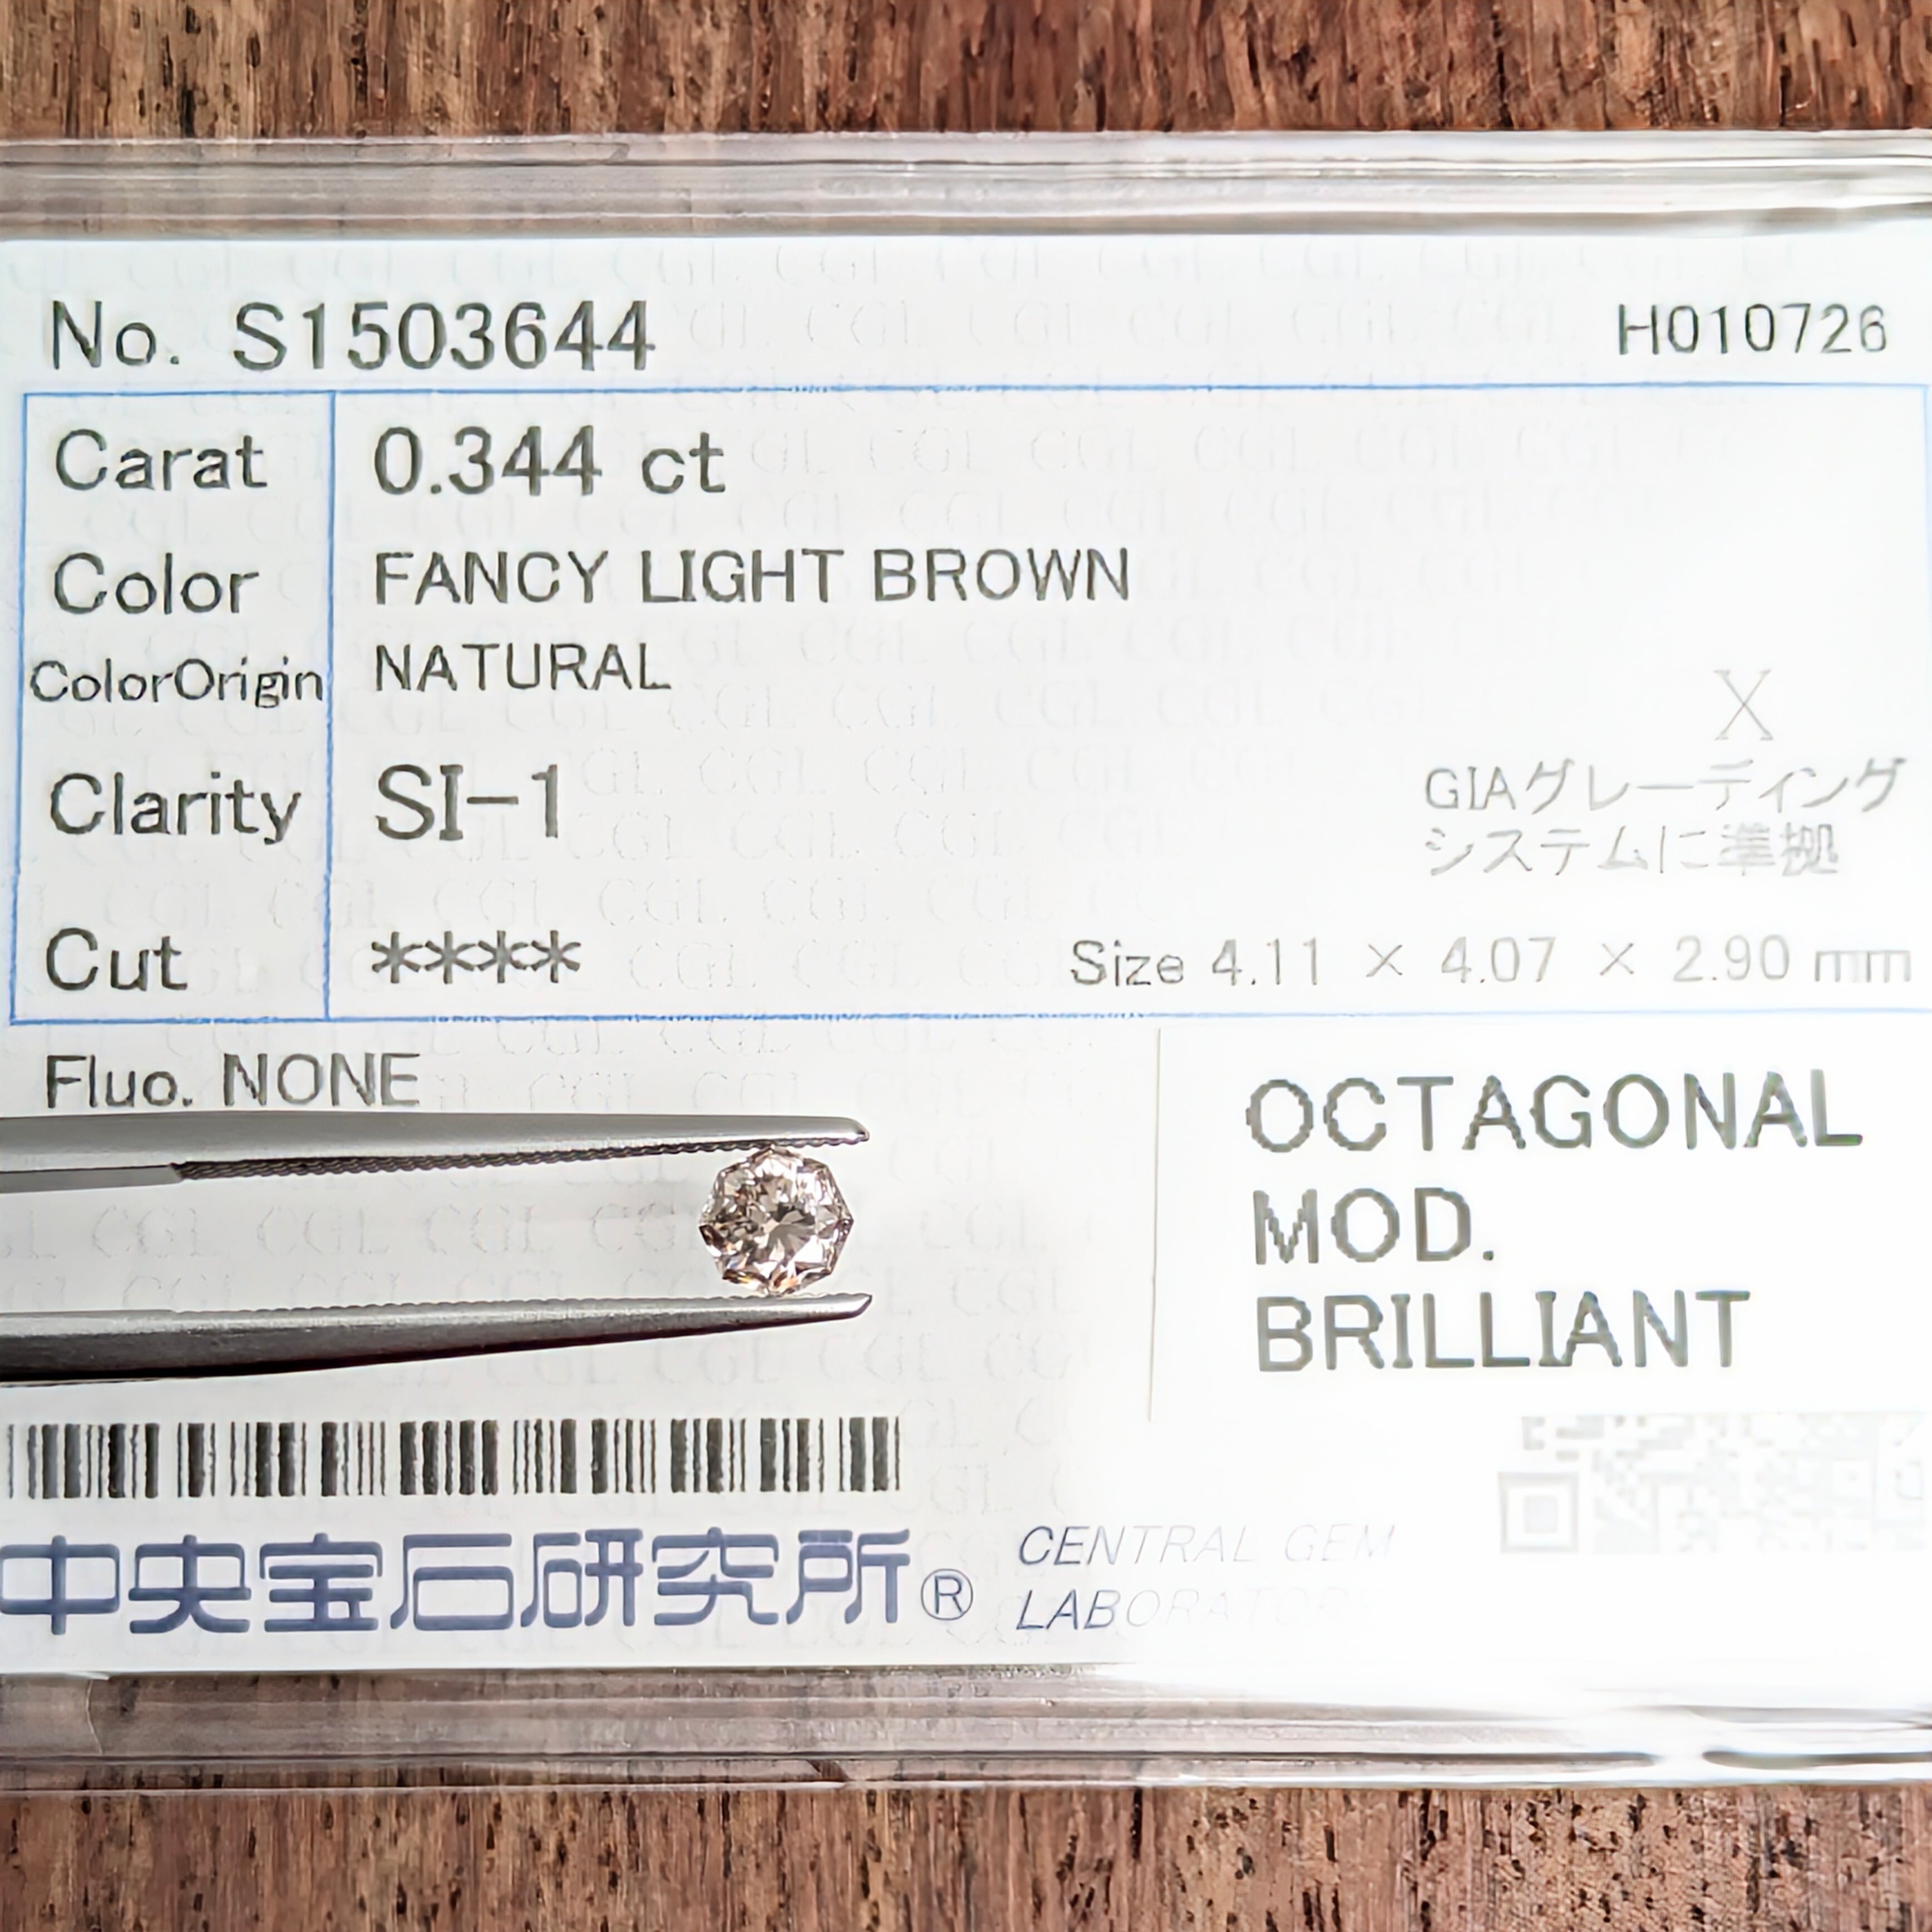 No. S1503644 H010726
Carat 0.344 ct
Color FANCY LIGHT BROWN
ColorOrigin NATURAL
X
Clarity SI-1 GIAグレーディング
システムに準拠
Cut **** Size 4.11 × 4.07 × 2.90 mm
Fluo. NONE
OCTAGONAL
MOD.
BRILLIANT
中央宝石研究所® CENTRAL GEM
LABORATORY